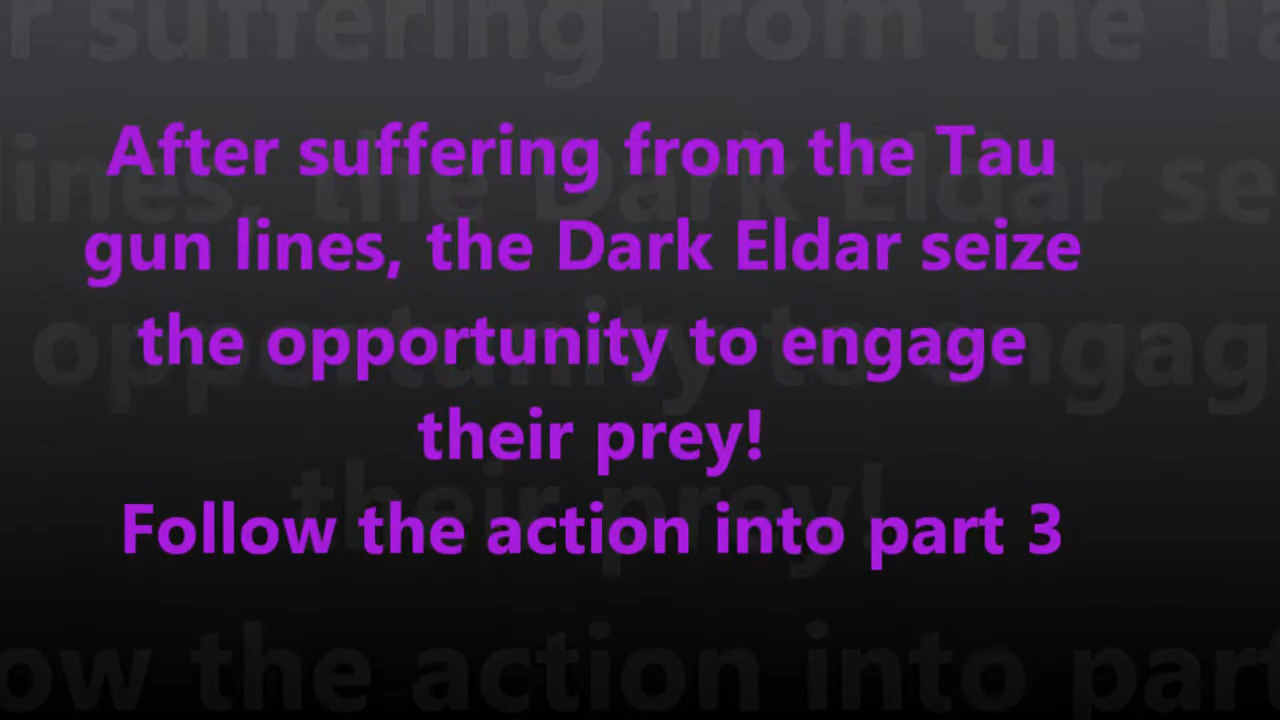 After suffering from the Tau
gun lines, the Dark Eldar seize
the opportunity to engage
their prey!
Follow the action into part 3